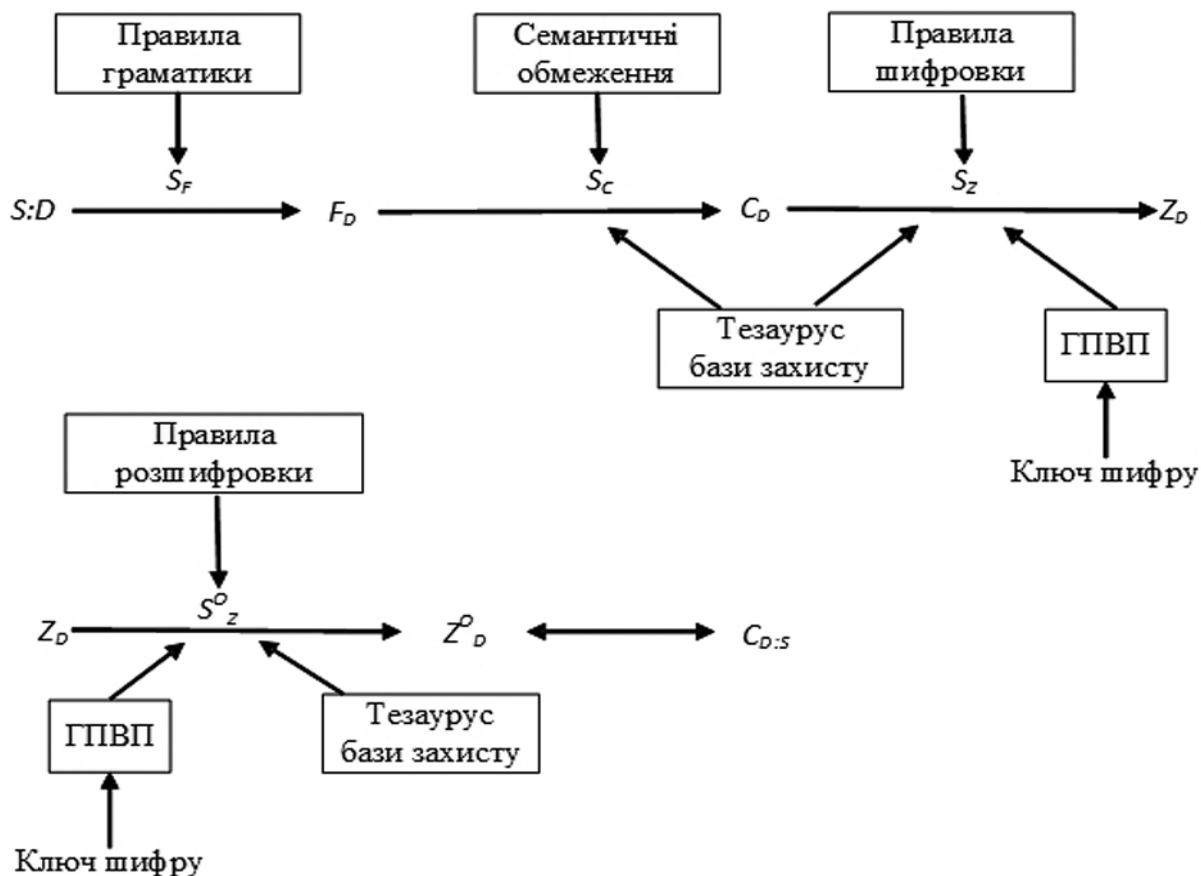 Правила
граматики
Семантичні
обмеження
Правила
шифровки
S_F
S_C
S_Z
S:D
F_D
C_D
Z_D
Тезаурус
бази захисту
ГПВП
Ключ шифру
Правила
розшифровки
S^O_Z
Z_D
Z^O_D
C_{D:S}
ГПВП
Тезаурус
бази захисту
Ключ шифру